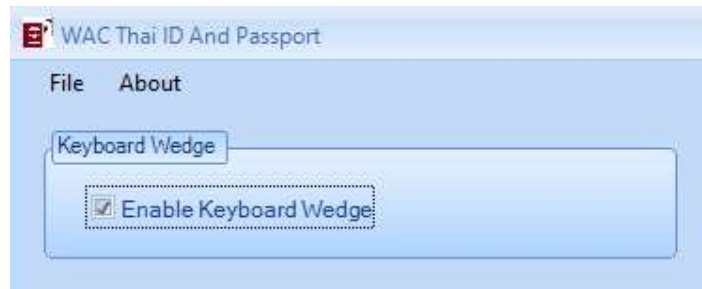 WAC Thai ID And Passport
File About
Keyboard Wedge
Enable Keyboard Wedge